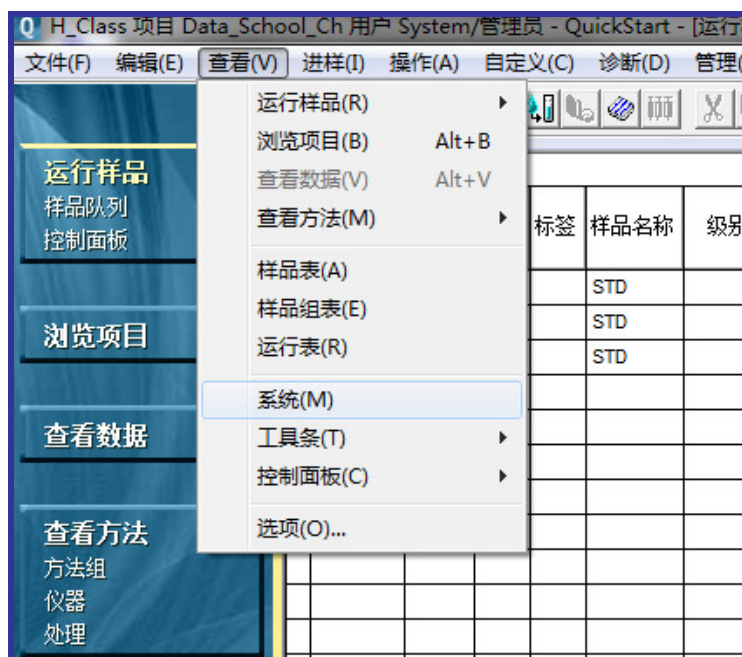 H_Class 项目 Data_School_Ch 用户 System/管理员 - QuickStart - [运行
文件(F) 编辑(E) 查看(V) 进样(I) 操作(A) 自定义(C) 诊断(D) 管理(
运行样品(R)
浏览项目(B) Alt+B
查看数据(V) Alt+V
查看方法(M)
样品表(A)
样品组表(E)
运行表(R)
系统(M)
工具条(T)
控制面板(C)
选项(O)...
运行样品
样品队列
控制面板
浏览项目
查看数据
查看方法
方法组
仪器
处理
标签 样品名称 级别
STD
STD
STD